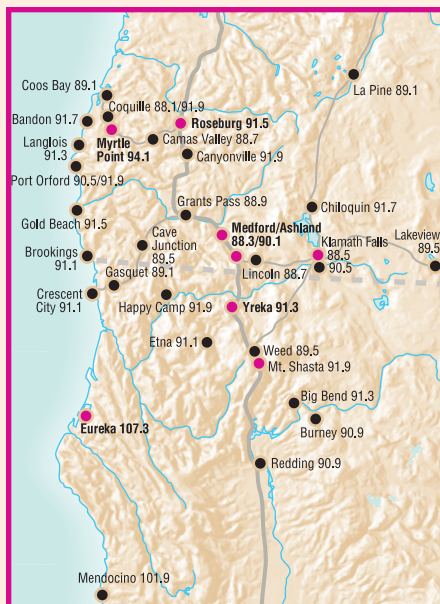 Coos Bay 89.1
La Pine 89.1
Coquille 88.1/91.9
Bandon 91.7
Roseburg 91.5
Langlois
91.3
Myrtle
Point 94.1
Camas Valley 88.7
Canyonville 91.9
Port Orford 90.5/91.9
Grants Pass 88.9
Chiloquin 91.7
Gold Beach 91.5
Cave
Junction
89.5
Medford/Ashland
88.3/90.1
Klamath Falls
88.5
90.5
Lakeview
89.5
Brookings
91.1
Gasquet 89.1
Lincoln 88.7
Crescent
City 91.1
Happy Camp 91.9
Yreka 91.3
Etna 91.1
Weed 89.5
Mt. Shasta 91.9
Big Bend 91.3
Eureka 107.3
Burney 90.9
Redding 90.9
Mendocino 101.9